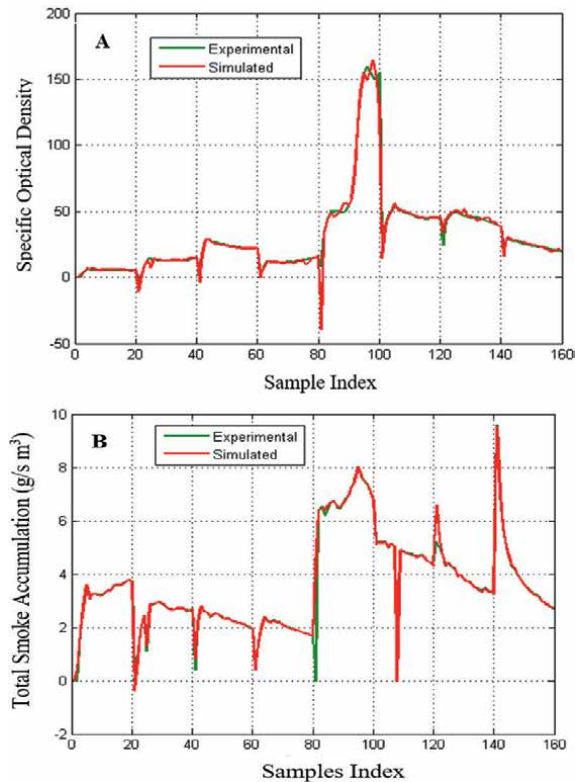 200
A
Experimental
Simulated
150
100
50
0
-50
Specific Optical Density
0 20 40 60 80 100 120 140 160
Sample Index
10
B
Experimental
Simulated
8
6
4
2
0
-2
Total Smoke Accumulation (g/s m³)
0 20 40 60 80 100 120 140 160
Samples Index